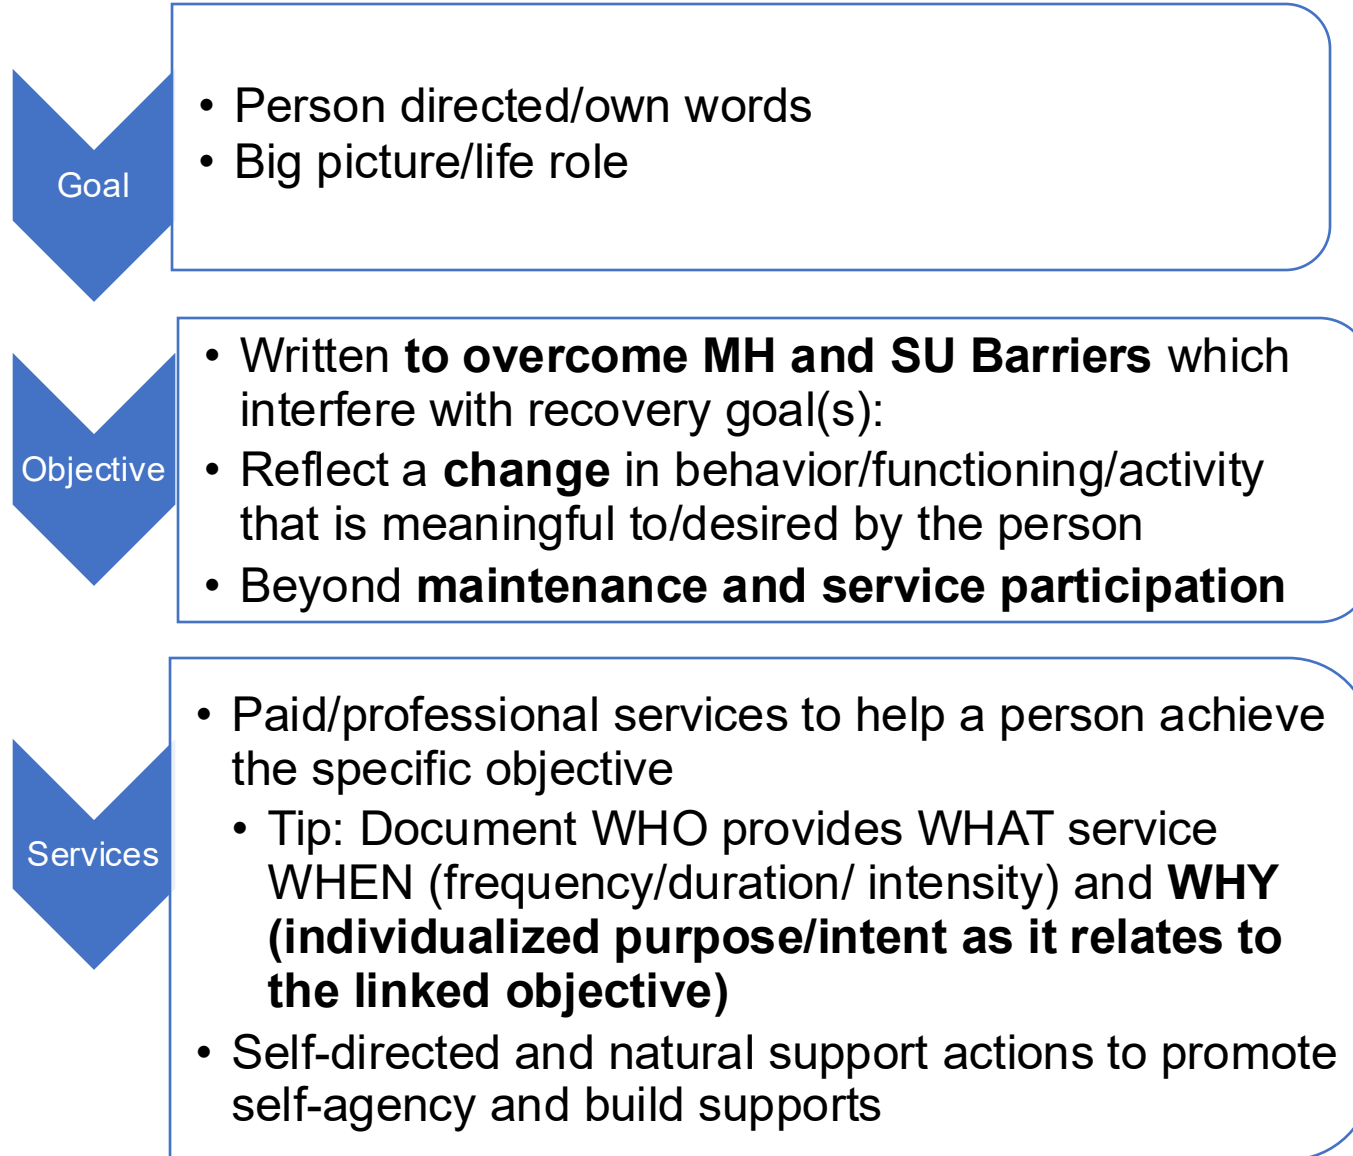 Goal
• Person directed/own words
• Big picture/life role
Objective
• Written to overcome MH and SU Barriers which
interfere with recovery goal(s):
• Reflect a change in behavior/functioning/activity
that is meaningful to/desired by the person
• Beyond maintenance and service participation
Services
• Paid/professional services to help a person achieve
the specific objective
• Tip: Document WHO provides WHAT service
WHEN (frequency/duration/ intensity) and WHY
(individualized purpose/intent as it relates to
the linked objective)
• Self-directed and natural support actions to promote
self-agency and build supports